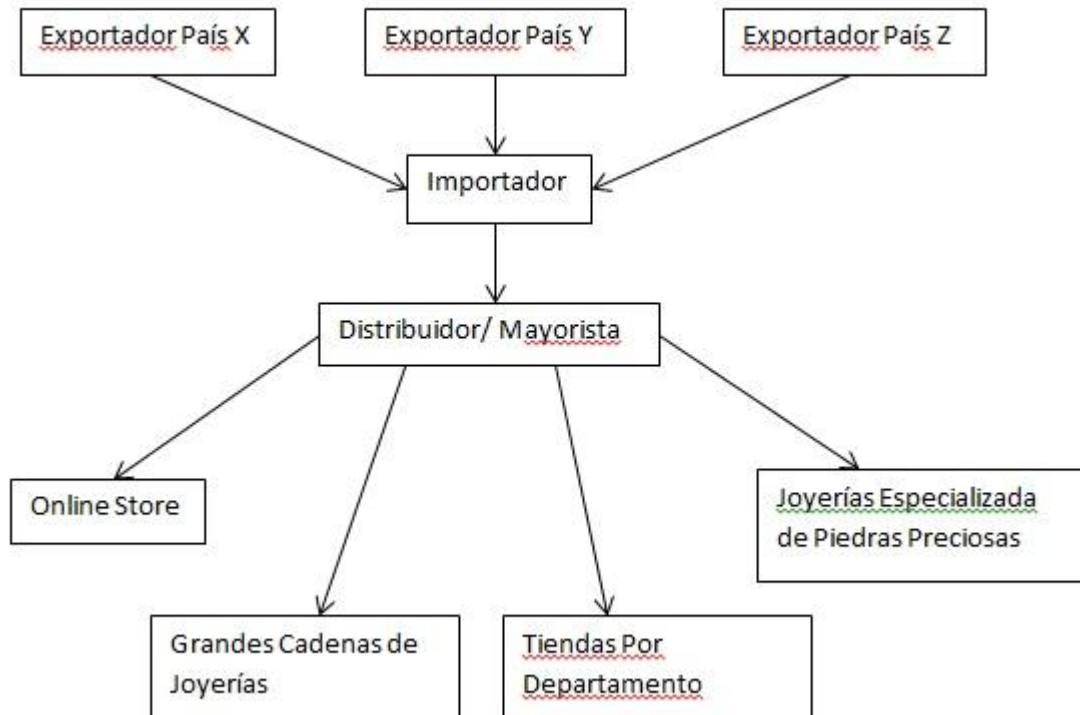 Exportador País X
Exportador País Y
Exportador País Z
Importador
Distribuidor/ Mayorista
Online Store
Joyerías Especializada
de Piedras Preciosas
Grandes Cadenas de
Joyerías
Tiendas Por
Departamento